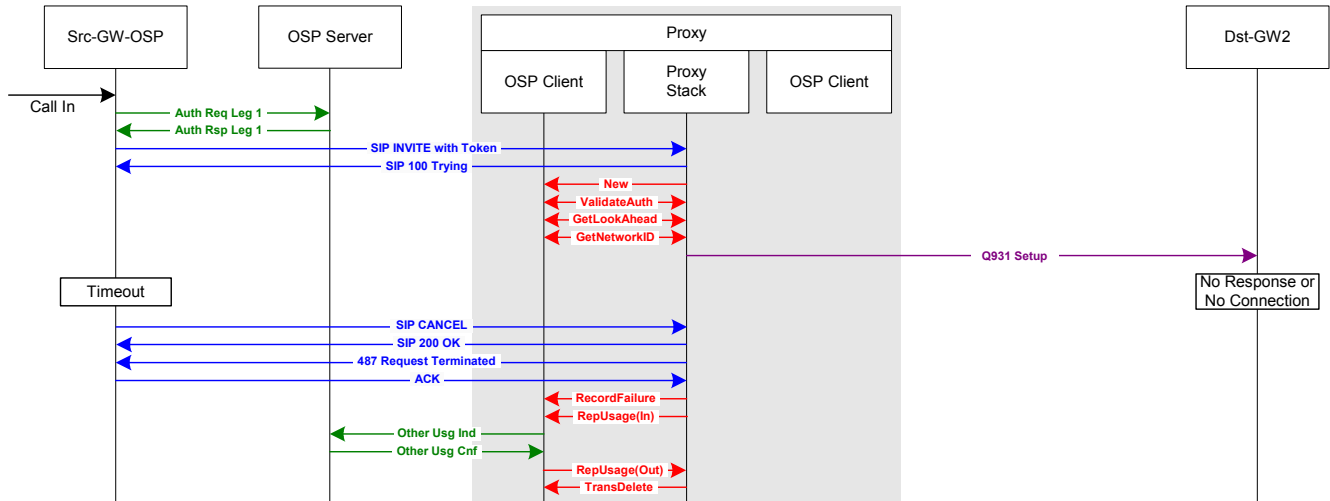 Src-GW-OSP
OSP Server
Proxy
Dst-GW2
OSP Client
Proxy
Stack
OSP Client
Call In
Auth Req Leg 1
Auth Rsp Leg 1
SIP INVITE with Token
SIP 100 Trying
New
ValidateAuth
GetLookAhead
GetNetworkID
Q931 Setup
Timeout
No Response or
No Connection
SIP CANCEL
SIP 200 OK
487 Request Terminated
ACK
RecordFailure
RepUsage(In)
Other Usg Ind
Other Usg Cnf
RepUsage(Out)
TransDelete